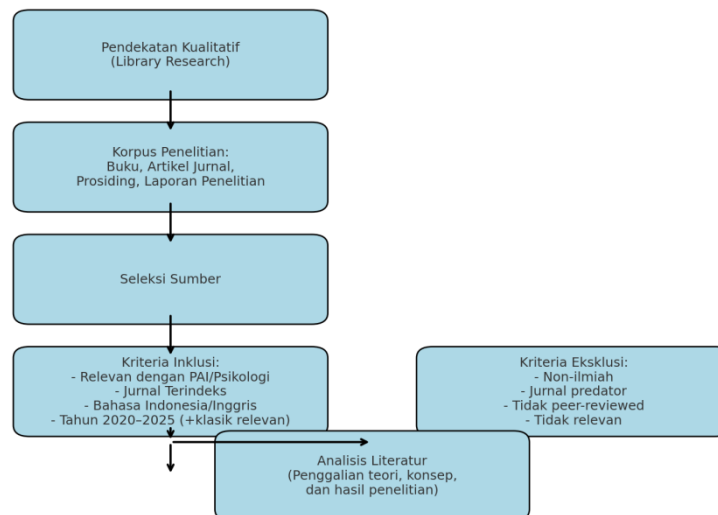 Pendekatan Kualitatif
(Library Research)
Korpus Penelitian:
Buku, Artikel Jurnal,
Prosiding, Laporan Penelitian
Seleksi Sumber
Kriteria Inklusi:
- Relevan dengan PAI/Psikologi
- Jurnal Terindeks
- Bahasa Indonesia/Inggris
- Tahun 2020–2025 (+klasik relevan)
Kriteria Eksklusi:
- Non-ilmiah
- Jurnal predator
- Tidak peer-reviewed
- Tidak relevan
Analisis Literatur
(Penggalian teori, konsep,
dan hasil penelitian)